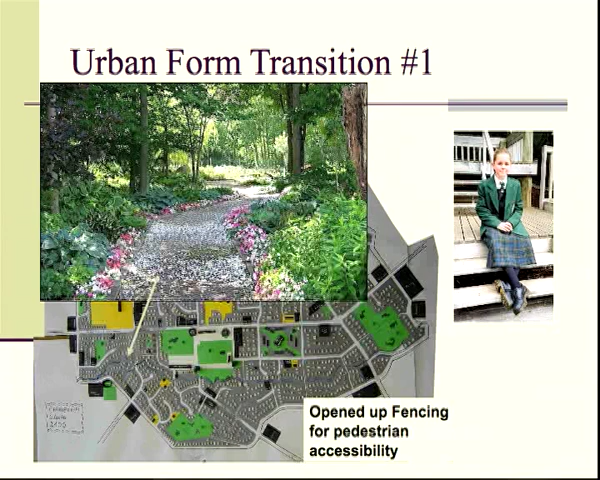 Urban Form Transition #1
Opened up Fencing
for pedestrian
accessibility